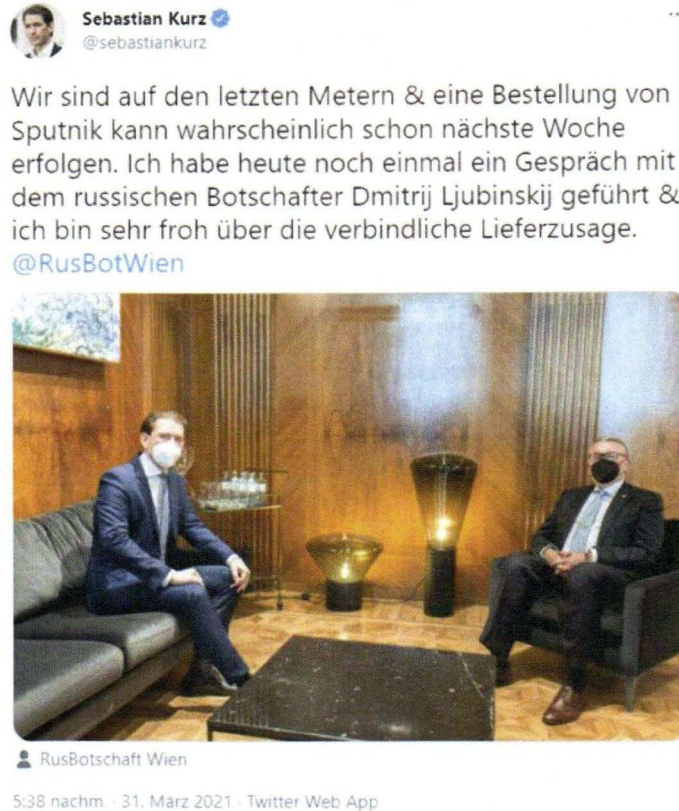 Sebastian Kurz
@sebastiankurz
Wir sind auf den letzten Metern & eine Bestellung von
Sputnik kann wahrscheinlich schon nächste Woche
erfolgen. Ich habe heute noch einmal ein Gespräch mit
dem russischen Botschafter Dmitrij Ljubinskij geführt &
ich bin sehr froh über die verbindliche Lieferzusage.
@RusBotWien
RusBotschaft Wien
5:38 nachm. · 31. März 2021 · Twitter Web App